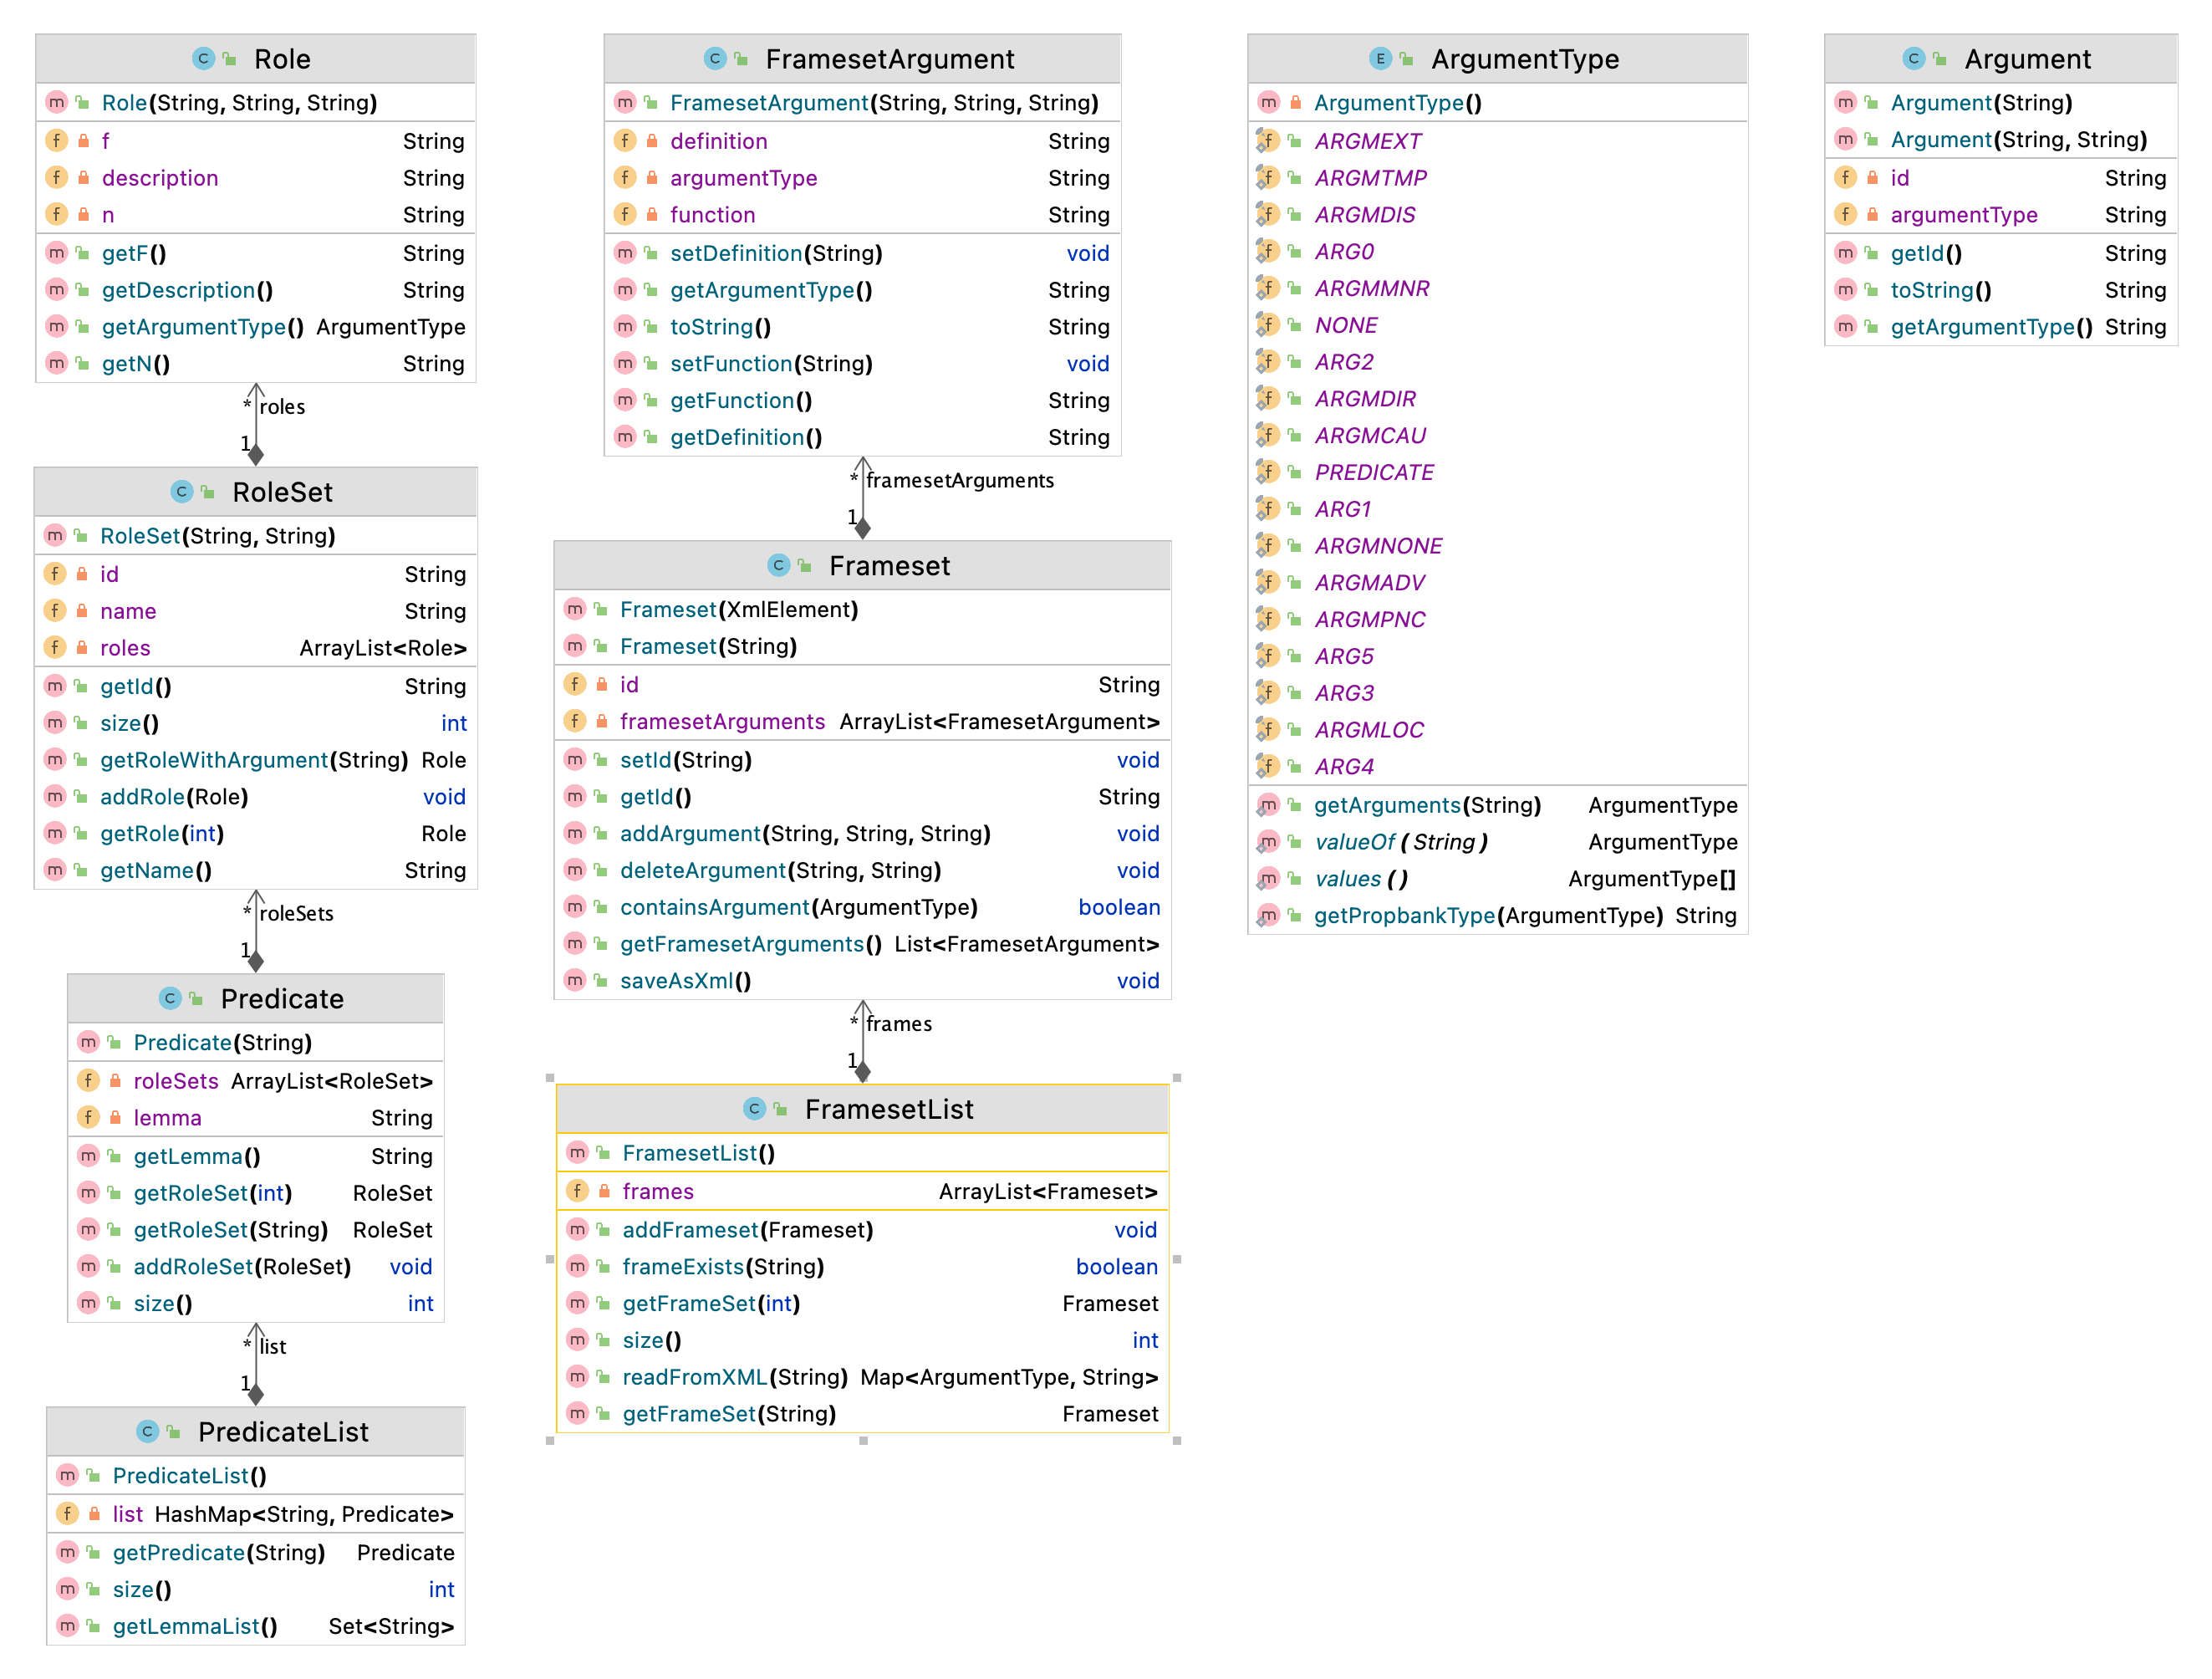 Role
Role(String, String, String)
f String
description String
n String
getF() String
getDescription() String
getArgumentType() ArgumentType
getN() String
* roles
1
RoleSet
RoleSet(String, String)
id String
name String
roles ArrayList<Role>
getId() String
size() int
getRoleWithArgument(String) Role
addRole(Role) void
getRole(int) Role
getName() String
* roleSets
1
Predicate
Predicate(String)
roleSets ArrayList<RoleSet>
lemma String
getLemma() String
getRoleSet(int) RoleSet
getRoleSet(String) RoleSet
addRoleSet(RoleSet) void
size() int
* list
1
PredicateList
PredicateList()
list HashMap<String, Predicate>
getPredicate(String) Predicate
size() int
getLemmaList() Set<String>
FramesetArgument
FramesetArgument(String, String, String)
definition String
argumentType String
function String
setDefinition(String) void
getArgumentType() String
toString() String
setFunction(String) void
getFunction() String
getDefinition() String
* framesetArguments
1
Frameset
Frameset(XmlElement)
Frameset(String)
id String
framesetArguments ArrayList<FramesetArgument>
setId(String) void
getId() String
addArgument(String, String, String) void
deleteArgument(String, String) void
containsArgument(ArgumentType) boolean
getFramesetArguments() List<FramesetArgument>
saveAsXml() void
* frames
1
FramesetList
FramesetList()
frames ArrayList<Frameset>
addFrameset(Frameset) void
frameExists(String) boolean
getFrameSet(int) Frameset
size() int
readFromXML(String) Map<ArgumentType, String>
getFrameSet(String) Frameset
ArgumentType
ArgumentType()
ARGMEXT
ARGMTMP
ARGMDIS
ARG0
ARGMMNR
NONE
ARG2
ARGMDIR
ARGMCAU
PREDICATE
ARG1
ARGMNONE
ARGMADV
ARGMPNC
ARG5
ARG3
ARGMLOC
ARG4
getArguments(String) ArgumentType
valueOf(String) ArgumentType
values() ArgumentType[]
getPropbankType(ArgumentType) String
Argument
Argument(String)
Argument(String, String)
id String
argumentType String
getId() String
toString() String
getArgumentType() String